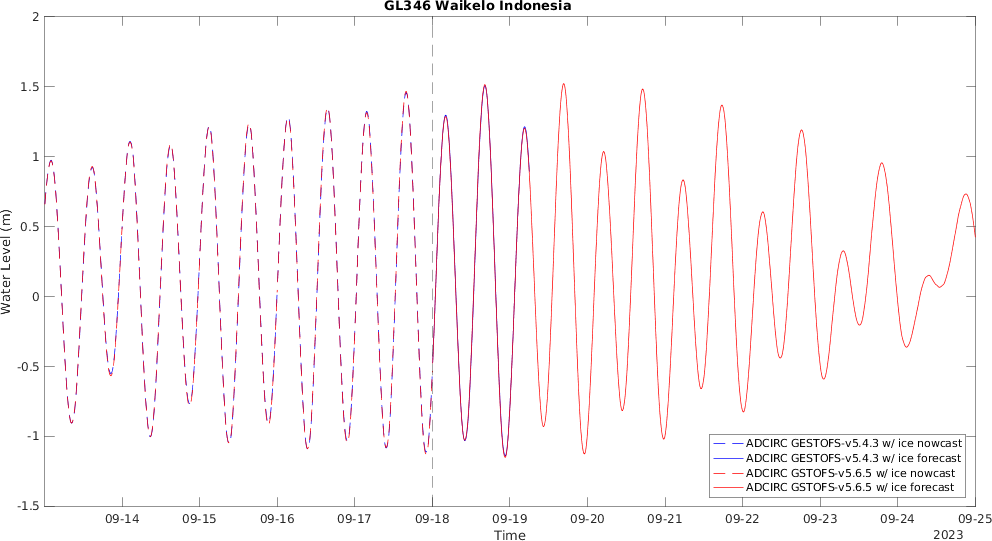 GL346 Waikelo Indonesia
Water Level (m)
2
1.5
1
0.5
0
-0.5
-1
-1.5
ADCIRC GESTOFS-v5.4.3 w/ ice nowcast
ADCIRC GESTOFS-v5.4.3 w/ ice forecast
ADCIRC GSTOFS-v5.6.5 w/ ice nowcast
ADCIRC GSTOFS-v5.6.5 w/ ice forecast
09-14 09-15 09-16 09-17 09-18 09-19 09-20 09-21 09-22 09-23 09-24 09-25
Time
2023